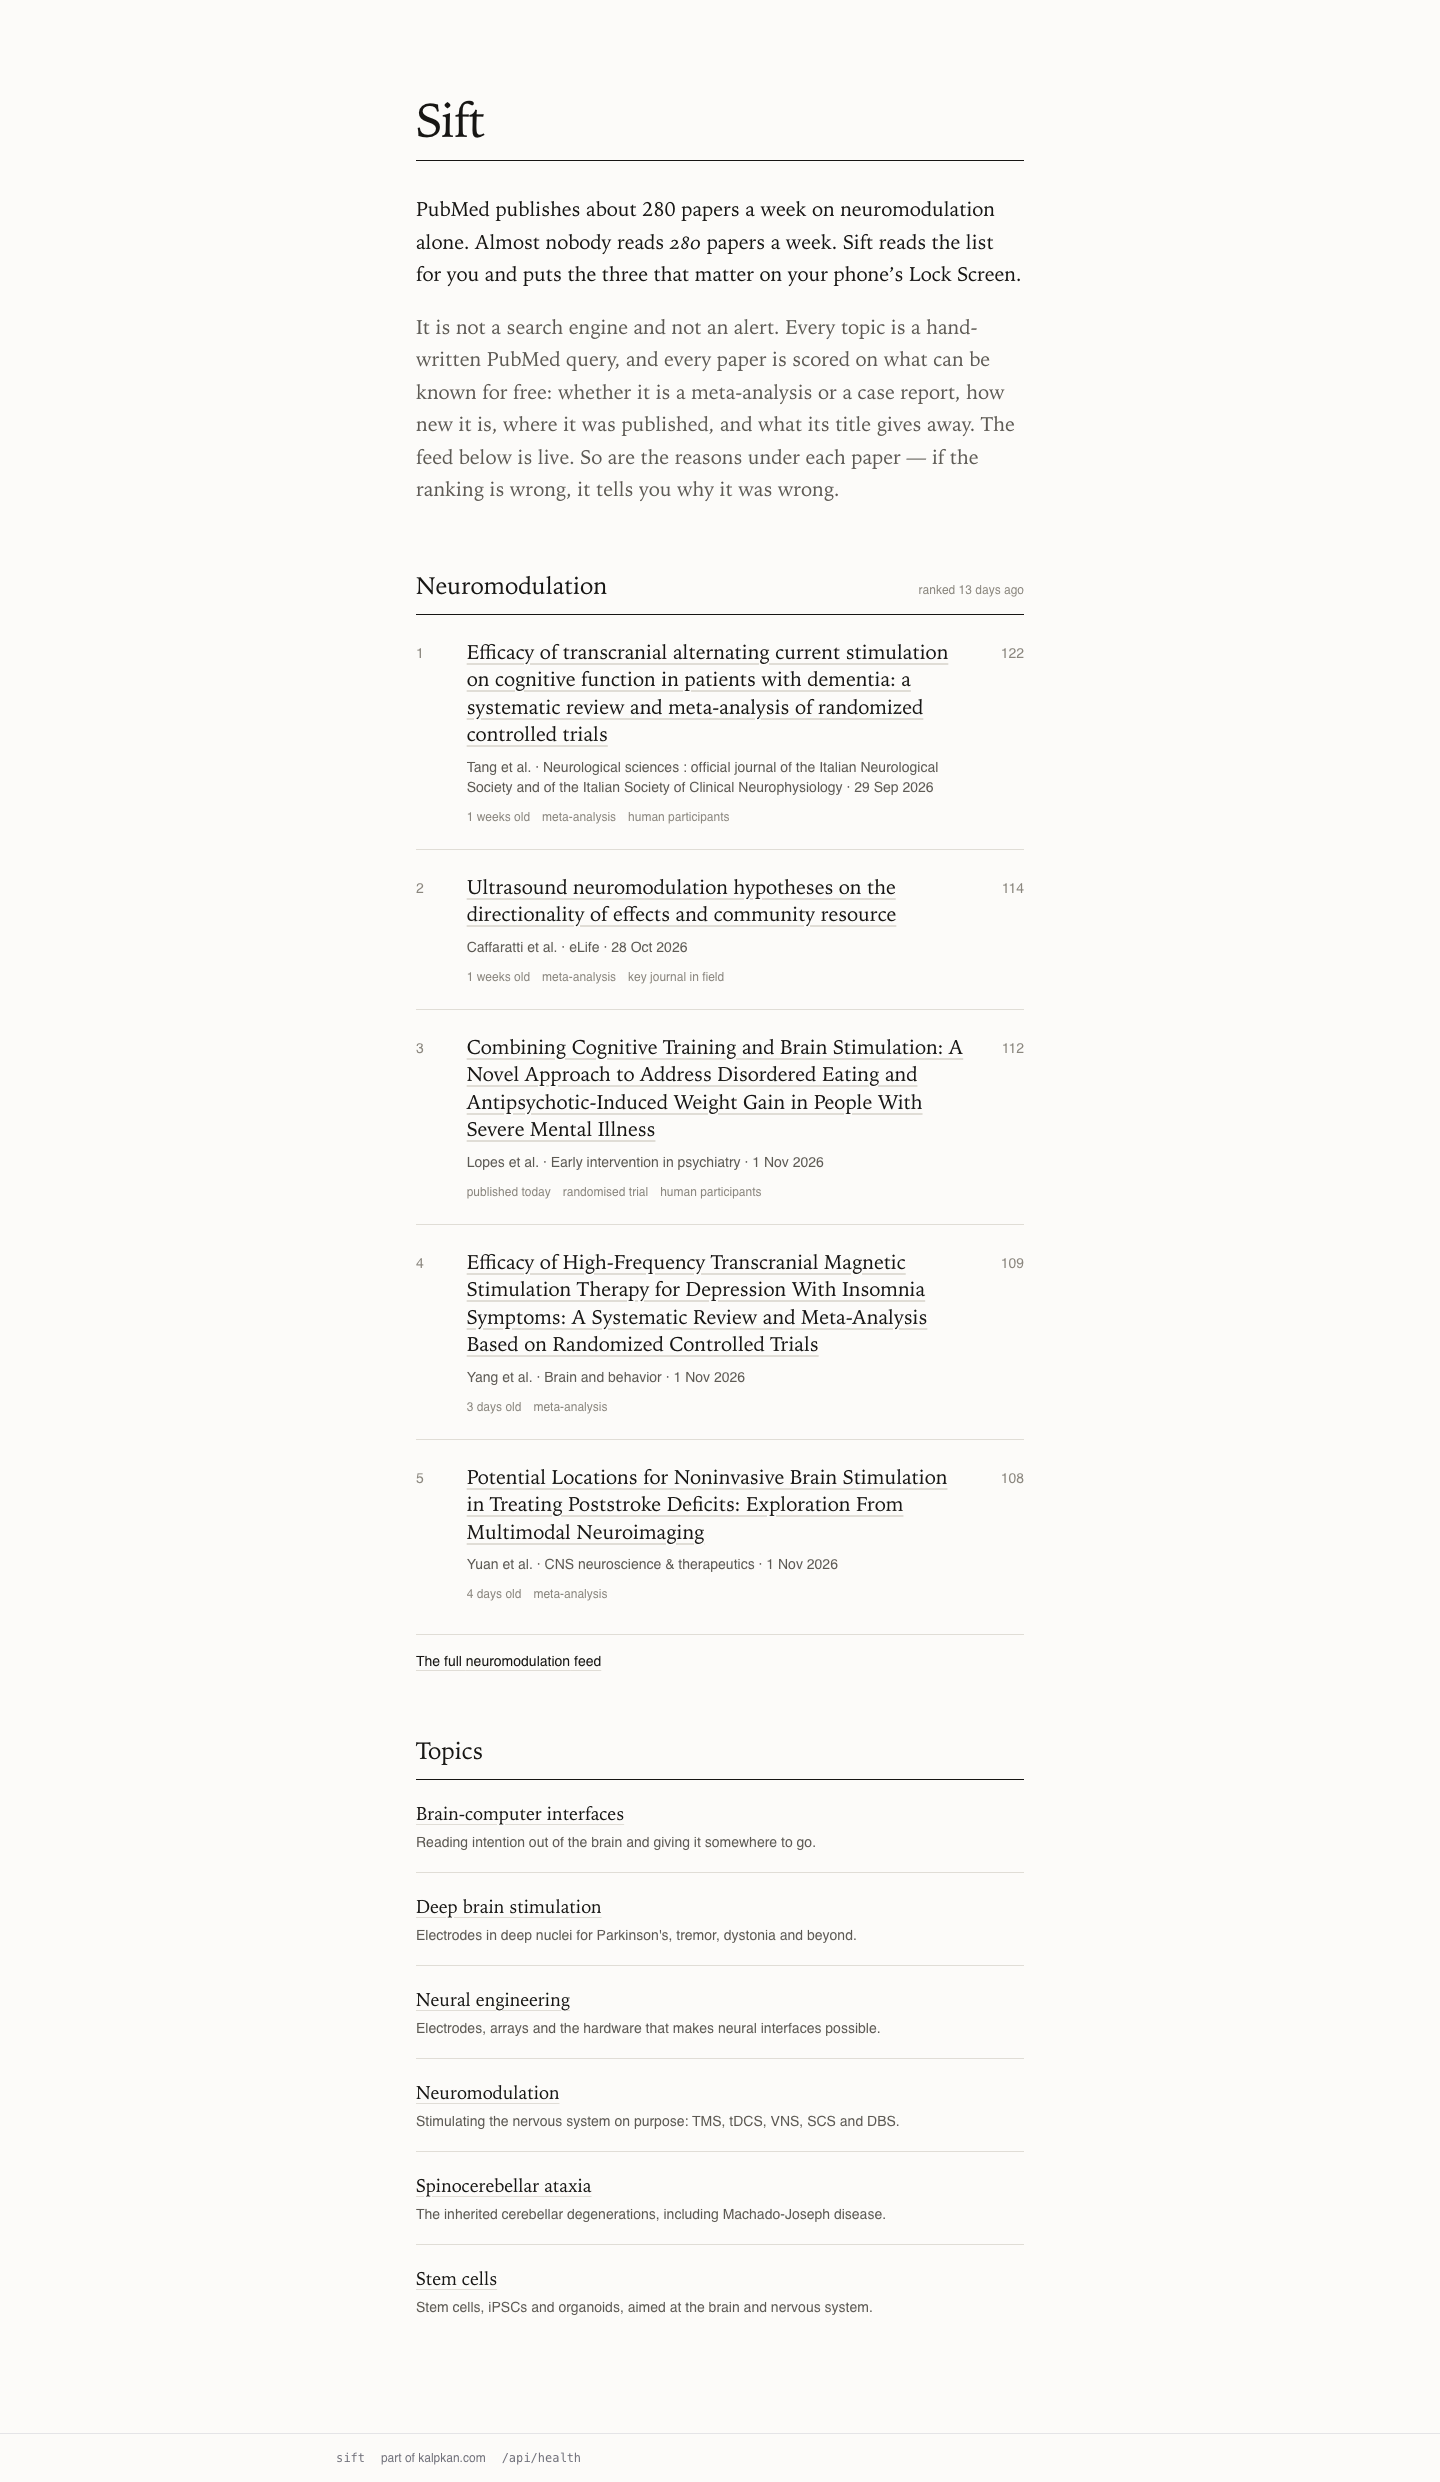 Sift
PubMed publishes about 280 papers a week on neuromodulation
alone. Almost nobody reads 280 papers a week. Sift reads the list
for you and puts the three that matter on your phone’s Lock Screen.
It is not a search engine and not an alert. Every topic is a hand-
written PubMed query, and every paper is scored on what can be
known for free: whether it is a meta-analysis or a case report, how
new it is, where it was published, and what its title gives away. The
feed below is live. So are the reasons under each paper — if the
ranking is wrong, it tells you why it was wrong.
Neuromodulation ranked 13 days ago
1 Efficacy of transcranial alternating current stimulation 122
on cognitive function in patients with dementia: a
systematic review and meta-analysis of randomized
controlled trials
Tang et al. · Neurological sciences : official journal of the Italian Neurological
Society and of the Italian Society of Clinical Neurophysiology · 29 Sep 2026
1 weeks old meta-analysis human participants
2 Ultrasound neuromodulation hypotheses on the 114
directionality of effects and community resource
Caffaratti et al. · eLife · 28 Oct 2026
1 weeks old meta-analysis key journal in field
3 Combining Cognitive Training and Brain Stimulation: A 112
Novel Approach to Address Disordered Eating and
Antipsychotic-Induced Weight Gain in People With
Severe Mental Illness
Lopes et al. · Early intervention in psychiatry · 1 Nov 2026
published today randomised trial human participants
4 Efficacy of High-Frequency Transcranial Magnetic 109
Stimulation Therapy for Depression With Insomnia
Symptoms: A Systematic Review and Meta-Analysis
Based on Randomized Controlled Trials
Yang et al. · Brain and behavior · 1 Nov 2026
3 days old meta-analysis
5 Potential Locations for Noninvasive Brain Stimulation 108
in Treating Poststroke Deficits: Exploration From
Multimodal Neuroimaging
Yuan et al. · CNS neuroscience & therapeutics · 1 Nov 2026
4 days old meta-analysis
The full neuromodulation feed
Topics
Brain-computer interfaces
Reading intention out of the brain and giving it somewhere to go.
Deep brain stimulation
Electrodes in deep nuclei for Parkinson's, tremor, dystonia and beyond.
Neural engineering
Electrodes, arrays and the hardware that makes neural interfaces possible.
Neuromodulation
Stimulating the nervous system on purpose: TMS, tDCS, VNS, SCS and DBS.
Spinocerebellar ataxia
The inherited cerebellar degenerations, including Machado-Joseph disease.
Stem cells
Stem cells, iPSCs and organoids, aimed at the brain and nervous system.
sift part of kalpkan.com /api/health